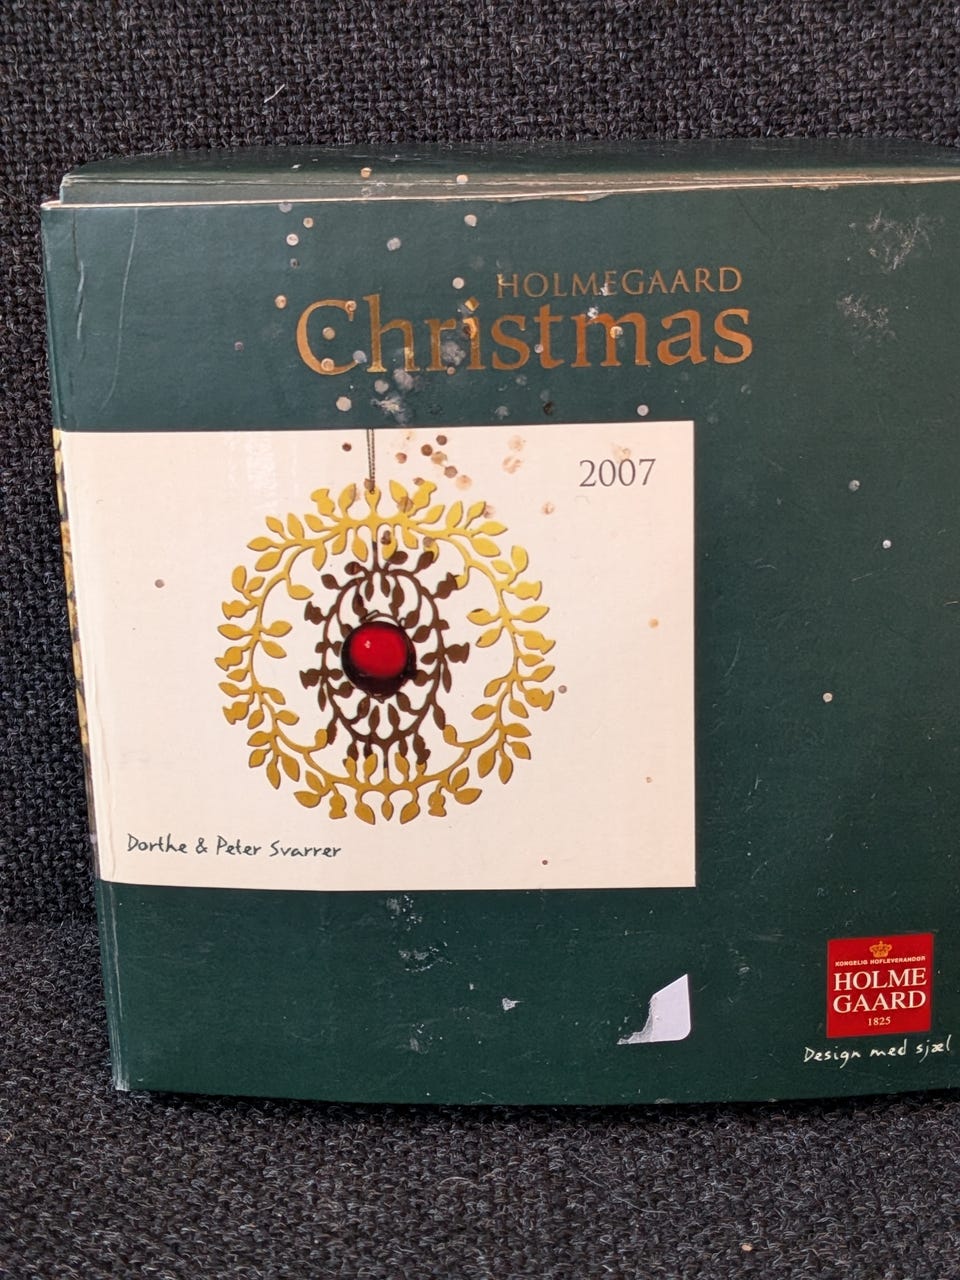 HOLMEGAARD
Christmas
2007
Dorthe & Peter Svarrer
KONGELIG HOFLEVERANDØR
HOLME
GAARD
1825
Design med sjæl